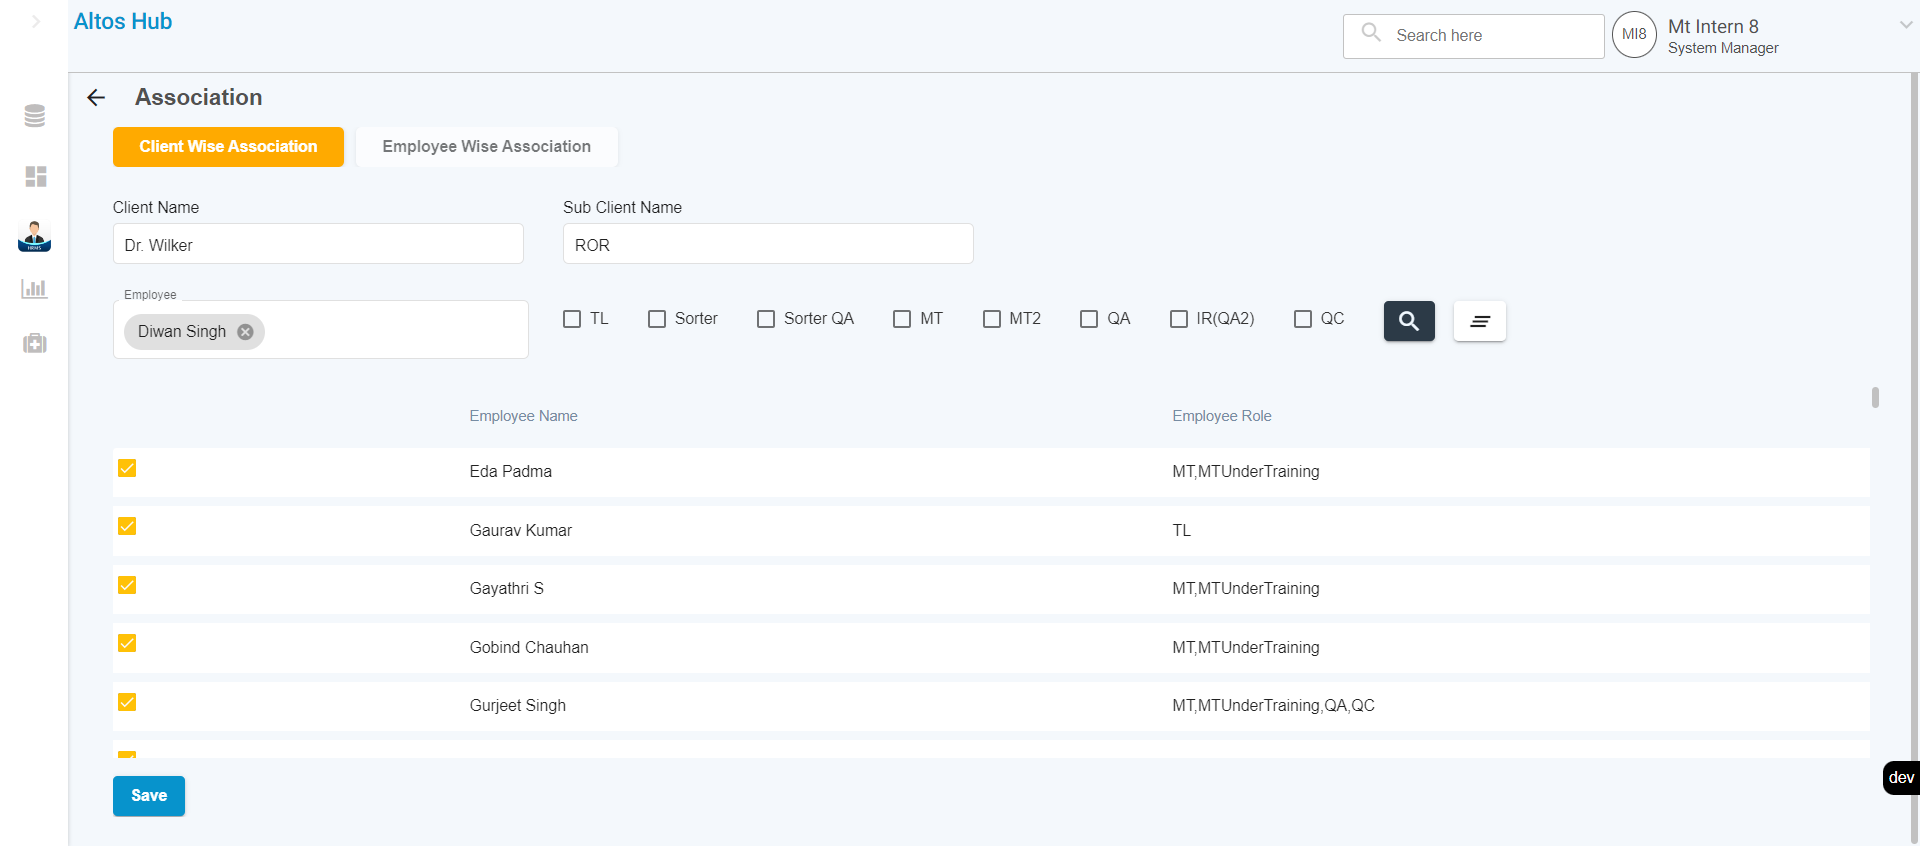 Altos Hub
Search here
MI8
Mt Intern 8
System Manager
Association
Client Wise Association
Employee Wise Association
Client Name
Sub Client Name
Dr. Wilker
ROR
Employee
Diwan Singh
TL
Sorter
Sorter QA
MT
MT2
QA
IR(QA2)
QC
HRMS
Employee Name
Employee Role
Eda Padma
MT,MTUnderTraining
Gaurav Kumar
TL
Gayathri S
MT,MTUnderTraining
Gobind Chauhan
MT,MTUnderTraining
Gurjeet Singh
MT,MTUnderTraining,QA,QC
Save
dev